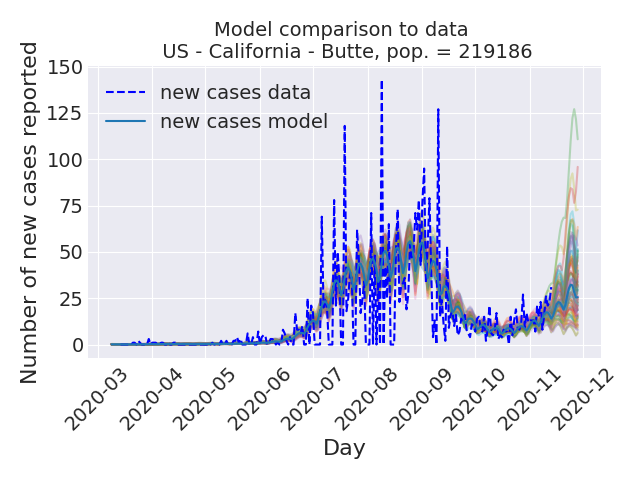 Model comparison to data
US - California - Butte, pop. = 219186
Number of new cases reported
150
125
100
75
50
25
0
new cases data
new cases model
2020-03
2020-04
2020-05
2020-06
2020-07
2020-08
2020-09
2020-10
2020-11
2020-12
Day